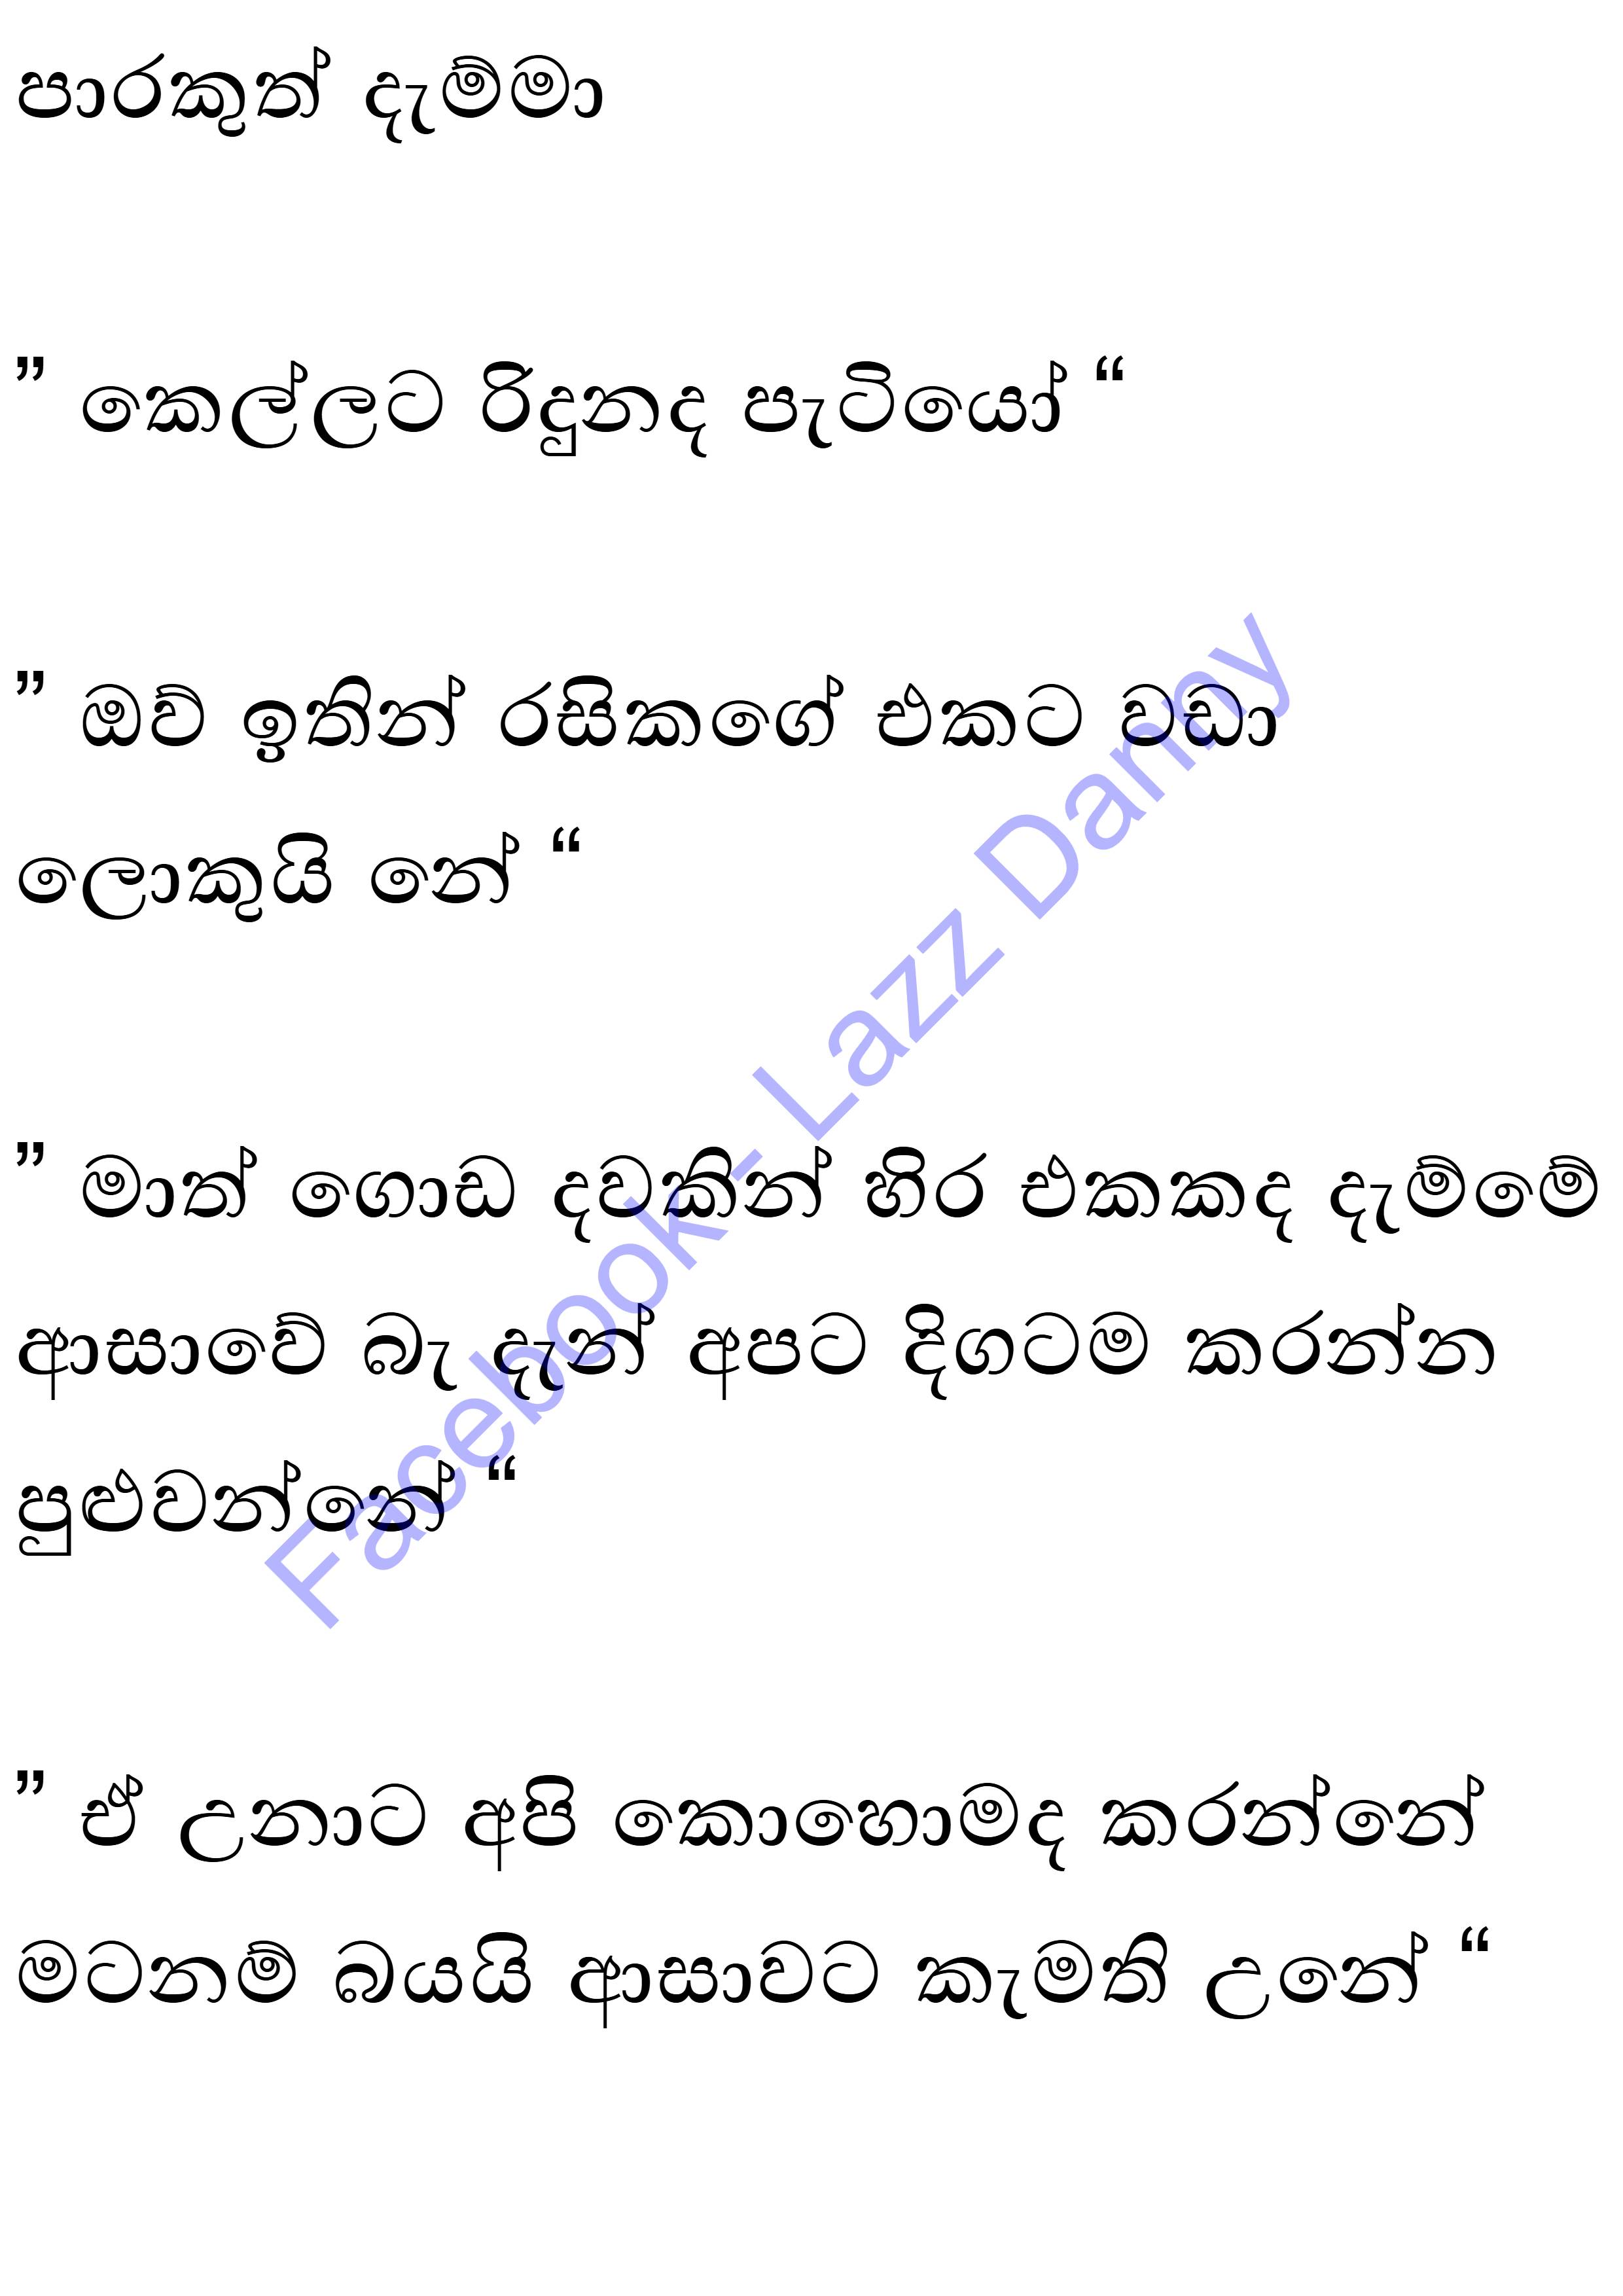 පාරකුත් දැම්මා
” කෙල්ලට රිදුනද පැටියෝ “
” ඔව් ඉතින් රසිකගේ එකට වඩා
ලොකුයි නේ “
” මාත් ගොඩ දවකින් හිර එකකද දැම්මේ
ආසාවේ බැ දැන් අපට දිගටම කරන්න
පුළුවන්නේ “
” ඒ උනාට අපි කොහොමද කරන්නේ
මටනම් බයයි ආසාවට කැමති උනේ “
Facebook- Lazz Danny